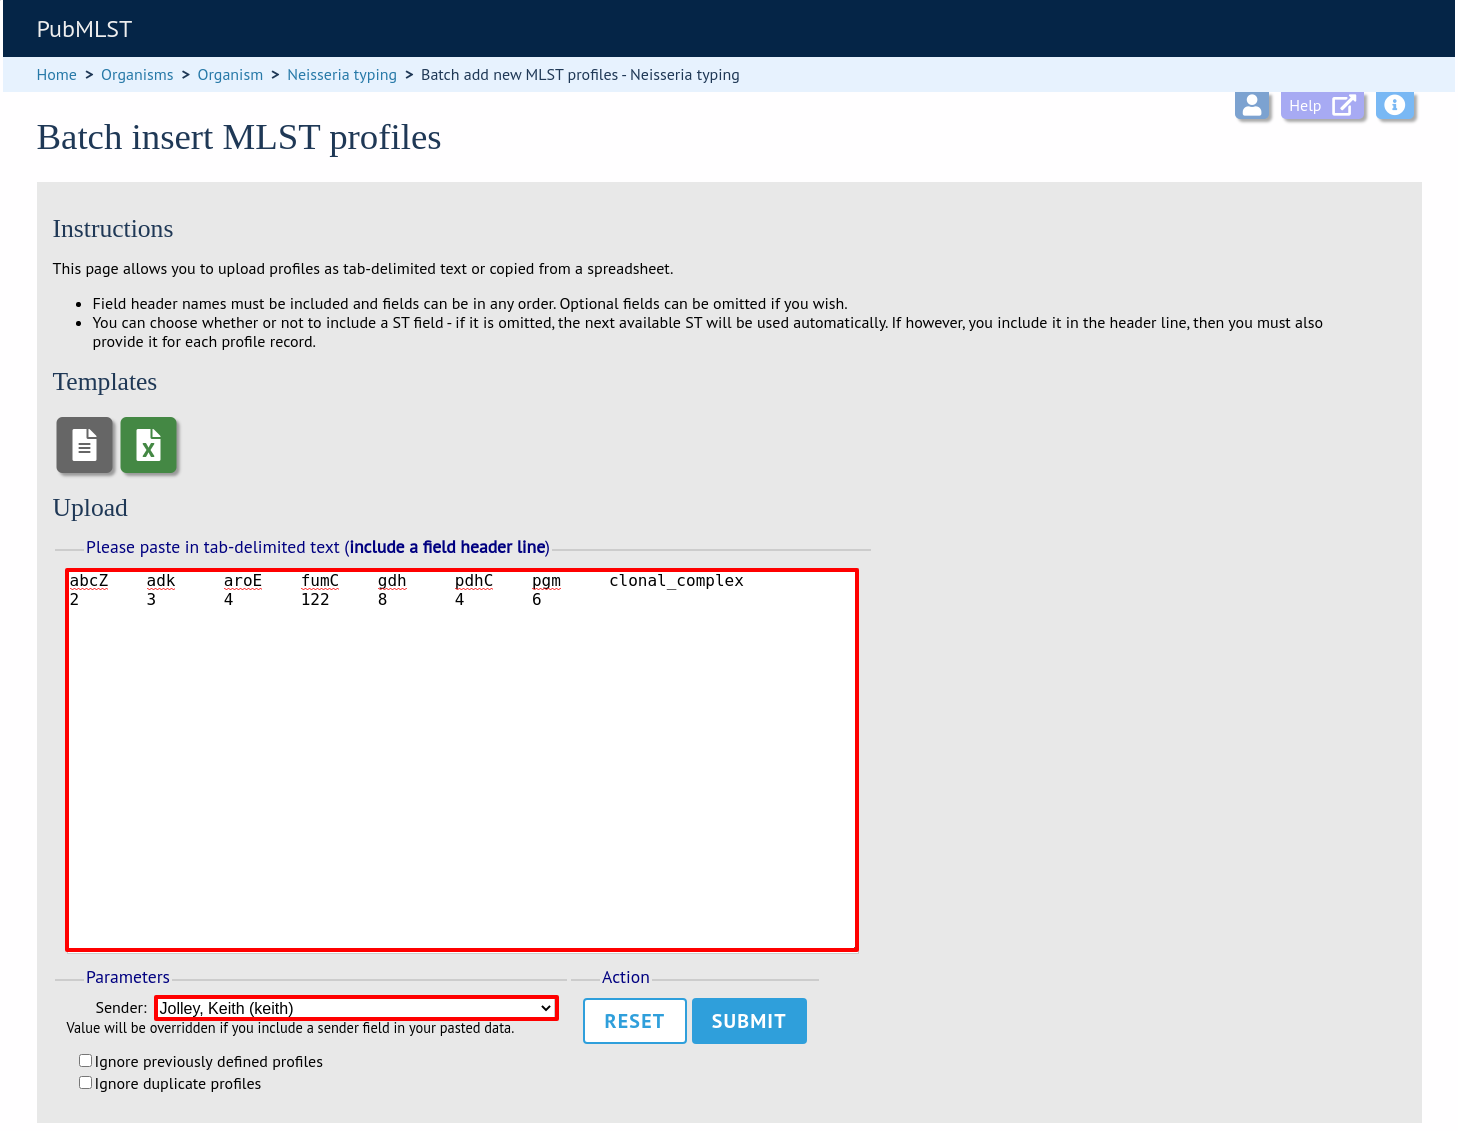 PubMLST
Home > Organisms > Organism > Neisseria typing > Batch add new MLST profiles - Neisseria typing
Help
Batch insert MLST profiles
Instructions
This page allows you to upload profiles as tab-delimited text or copied from a spreadsheet.
• Field header names must be included and fields can be in any order. Optional fields can be omitted if you wish.
• You can choose whether or not to include a ST field - if it is omitted, the next available ST will be used automatically. If however, you include it in the header line, then you must also
provide it for each profile record.
Templates
Upload
Please paste in tab-delimited text (include a field header line)
abcZ adk aroE fumC gdh pdhC pgm clonal_complex
2 3 4 122 8 4 6
Parameters
Action
Sender: Jolley, Keith (keith)
Value will be overridden if you include a sender field in your pasted data.
RESET SUBMIT
Ignore previously defined profiles
Ignore duplicate profiles